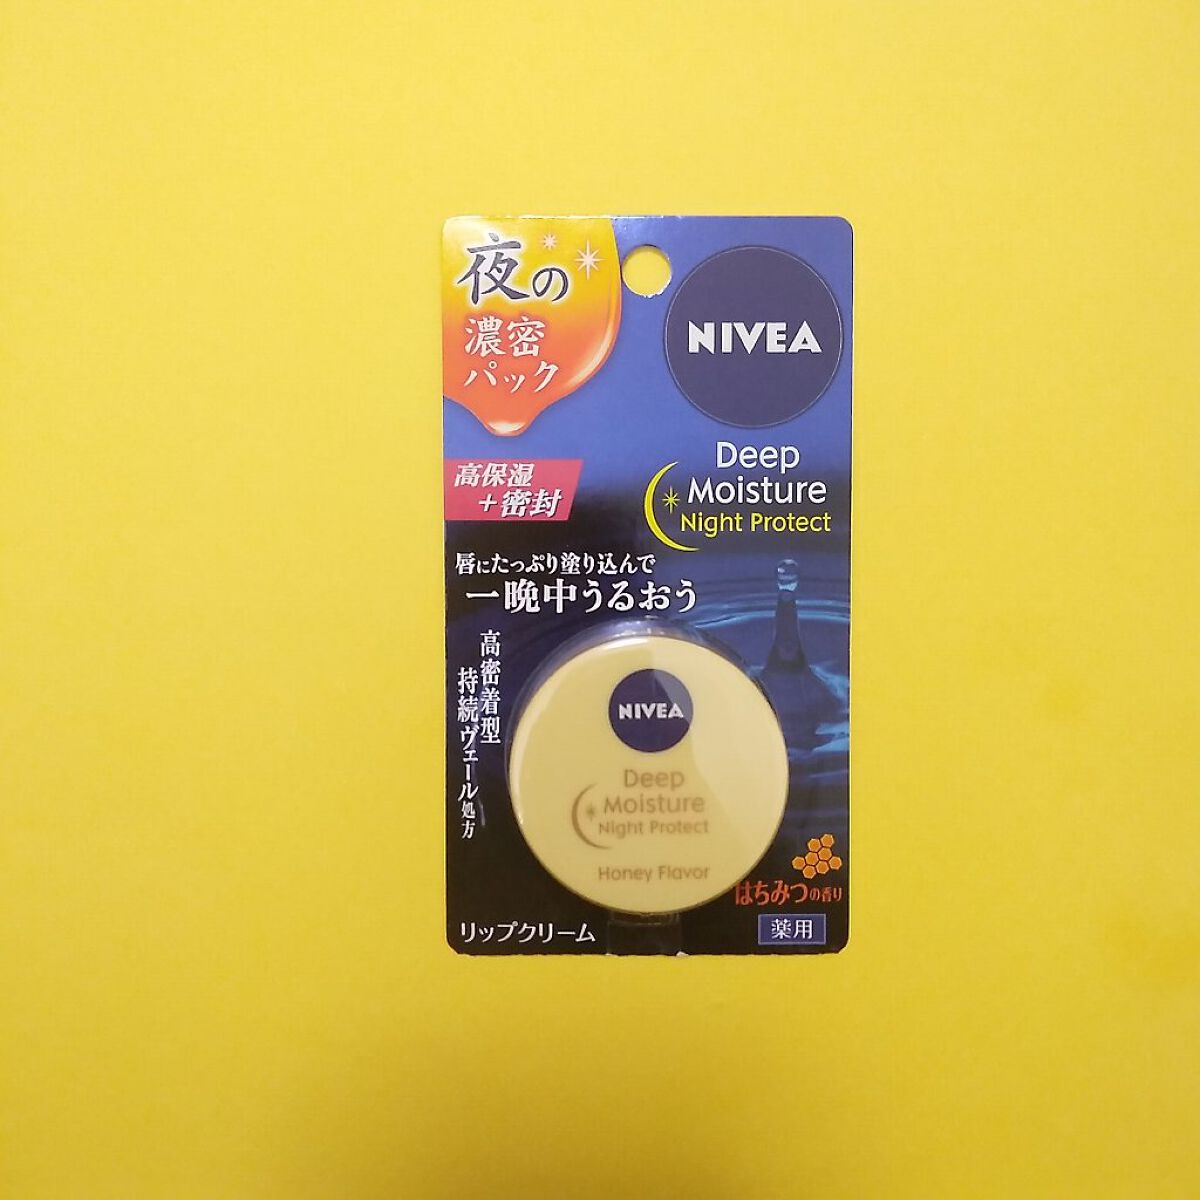 夜の
濃密
パック
NIVEA
高保湿
+密封
Deep
Moisture
Night Protect
唇にたっぷり塗り込んで
一晩中うるおう
高密着型
持続ヴェール処方
NIVEA
Deep
Moisture
Night Protect
Honey Flavor
はちみつの香り
リップクリーム
薬用